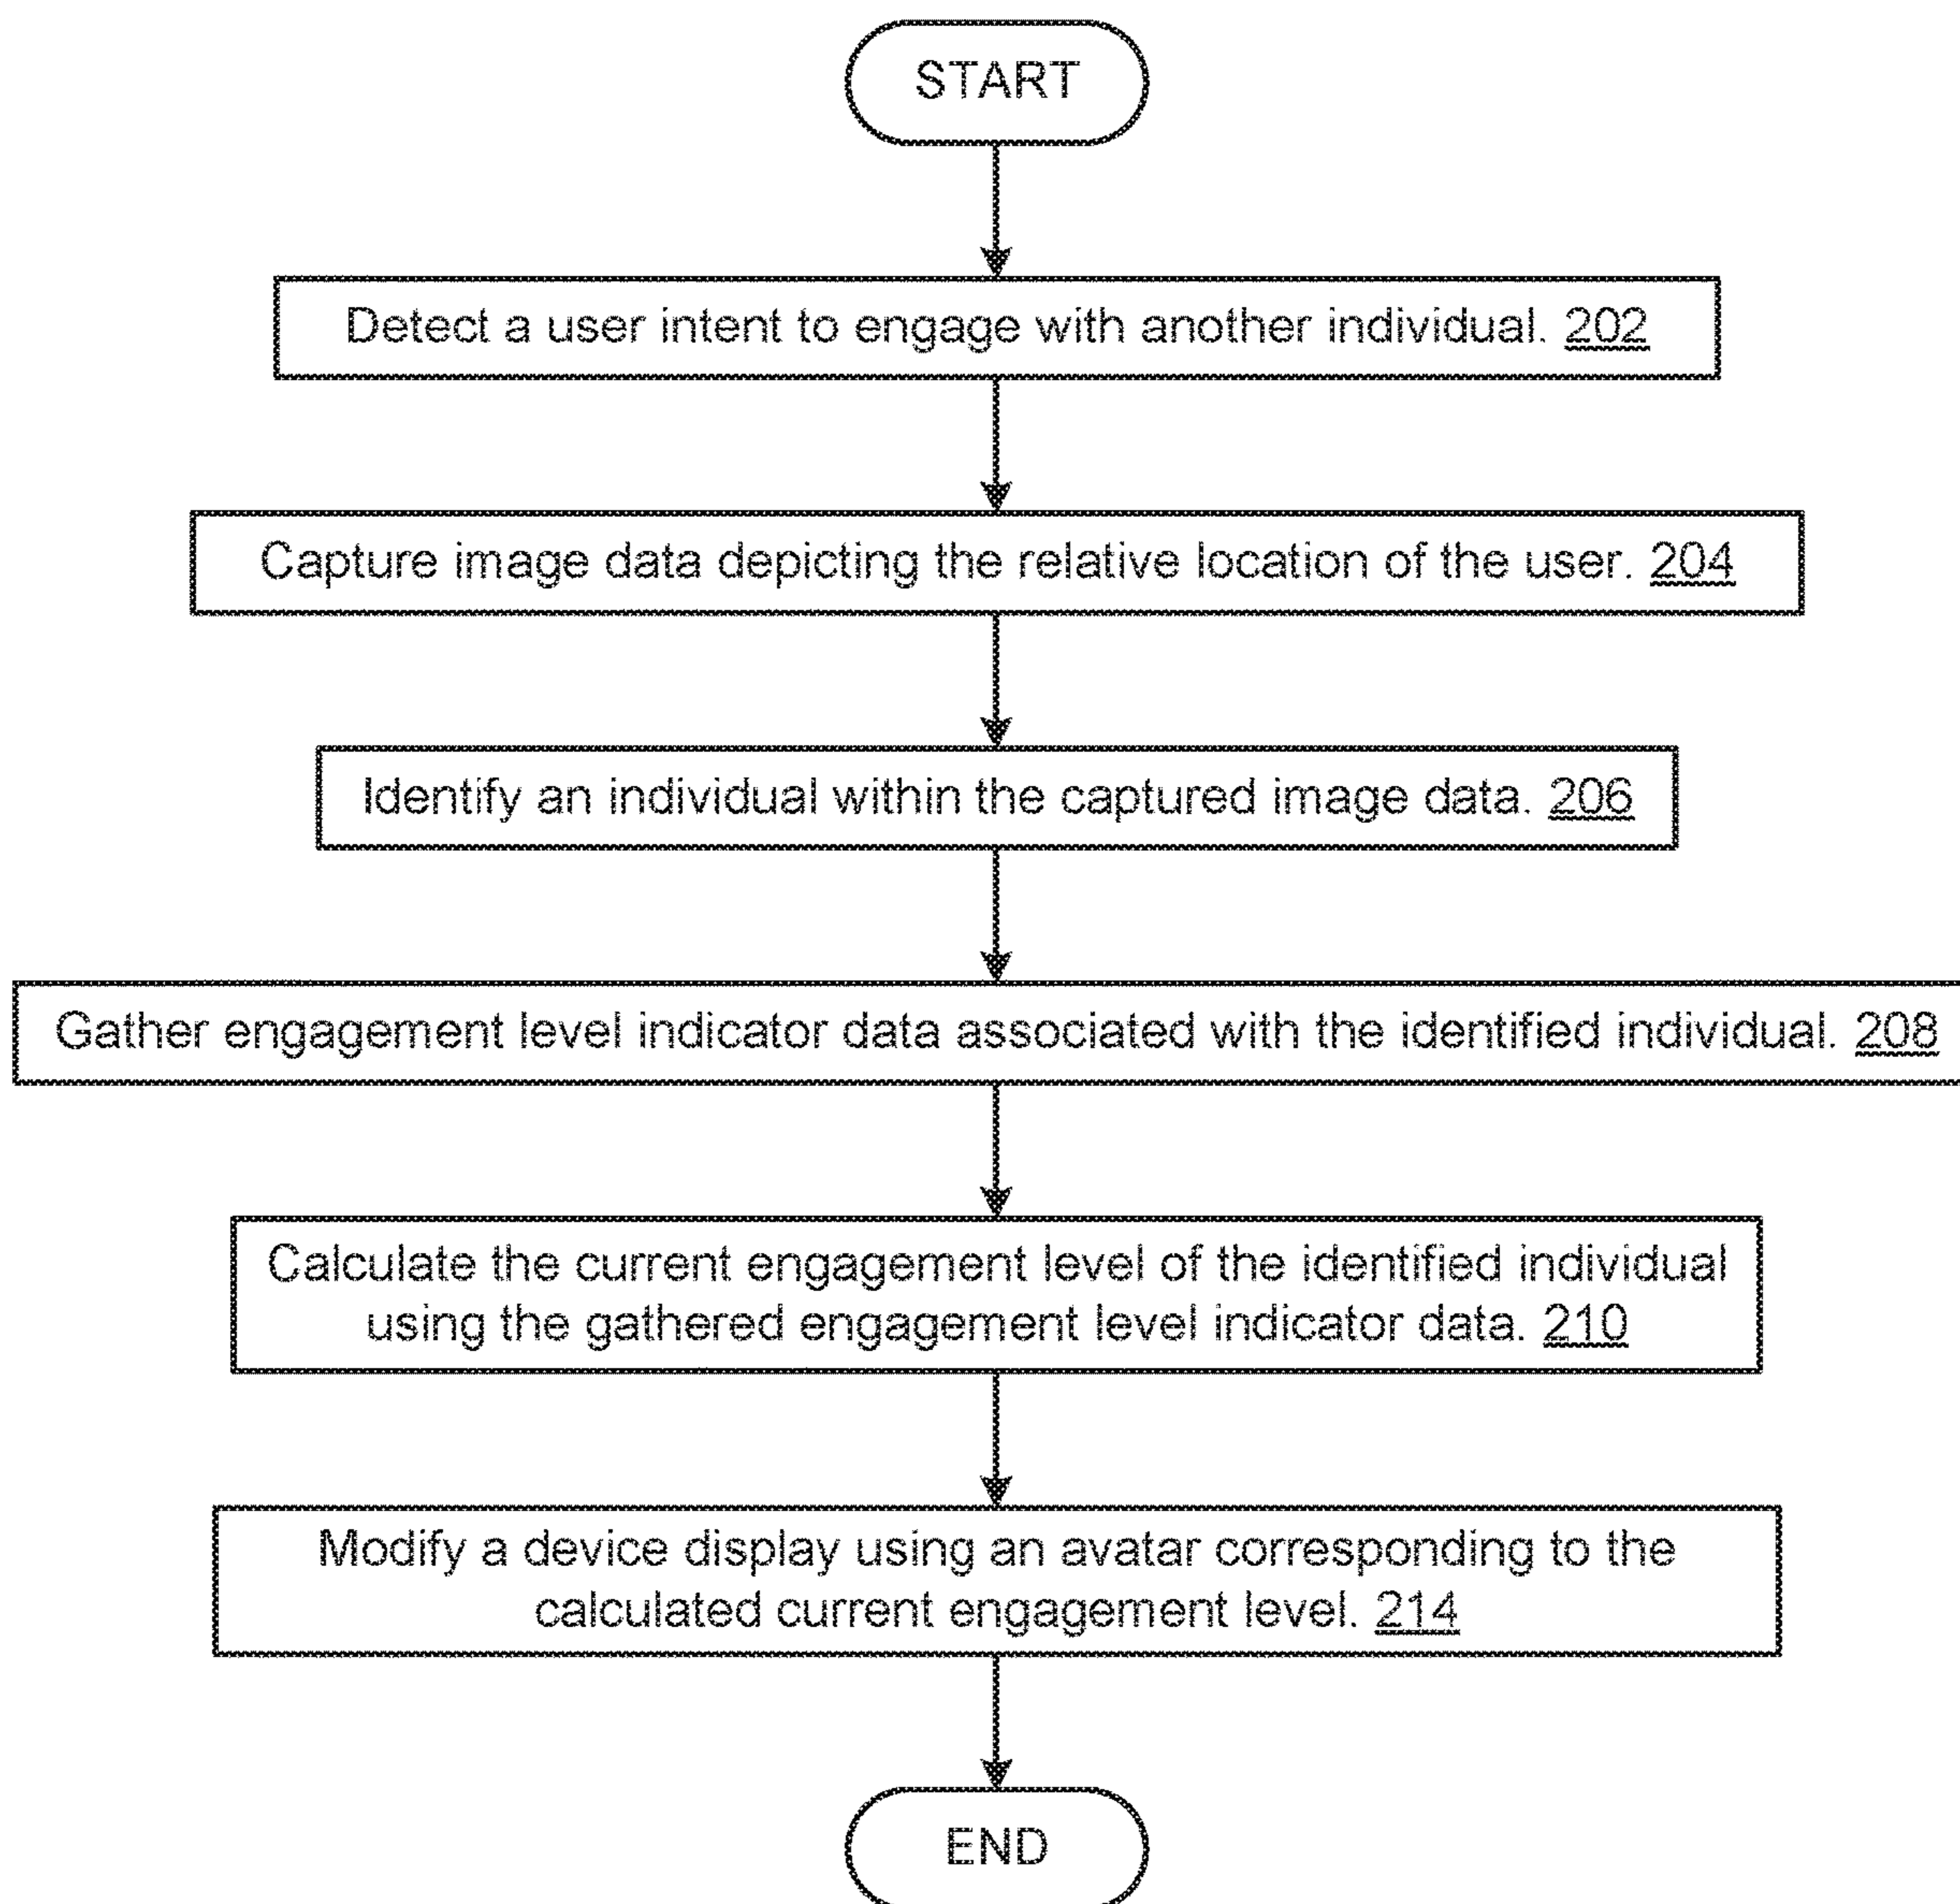 START
Detect a user intent to engage with another individual. 202
Capture image data depicting the relative location of the user. 204
Identify an individual within the captured image data. 206
Gather engagement level indicator data associated with the identified individual. 208
Calculate the current engagement level of the identified individual
using the gathered engagement level indicator data. 210
Modify a device display using an avatar corresponding to the
calculated current engagement level. 214
END